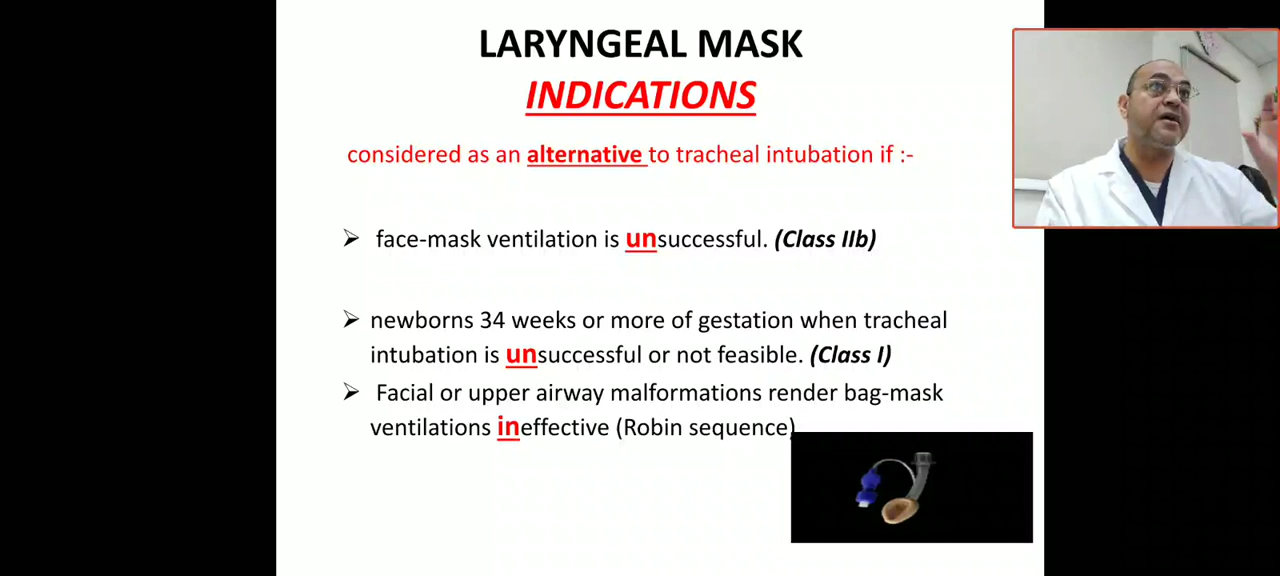 LARYNGEAL MASK
INDICATIONS
considered as an alternative to tracheal intubation if :-
➢ face-mask ventilation is unsuccessful. (Class IIb)
➢ newborns 34 weeks or more of gestation when tracheal
intubation is unsuccessful or not feasible. (Class I)
➢ Facial or upper airway malformations render bag-mask
ventilations ineffective (Robin sequence)